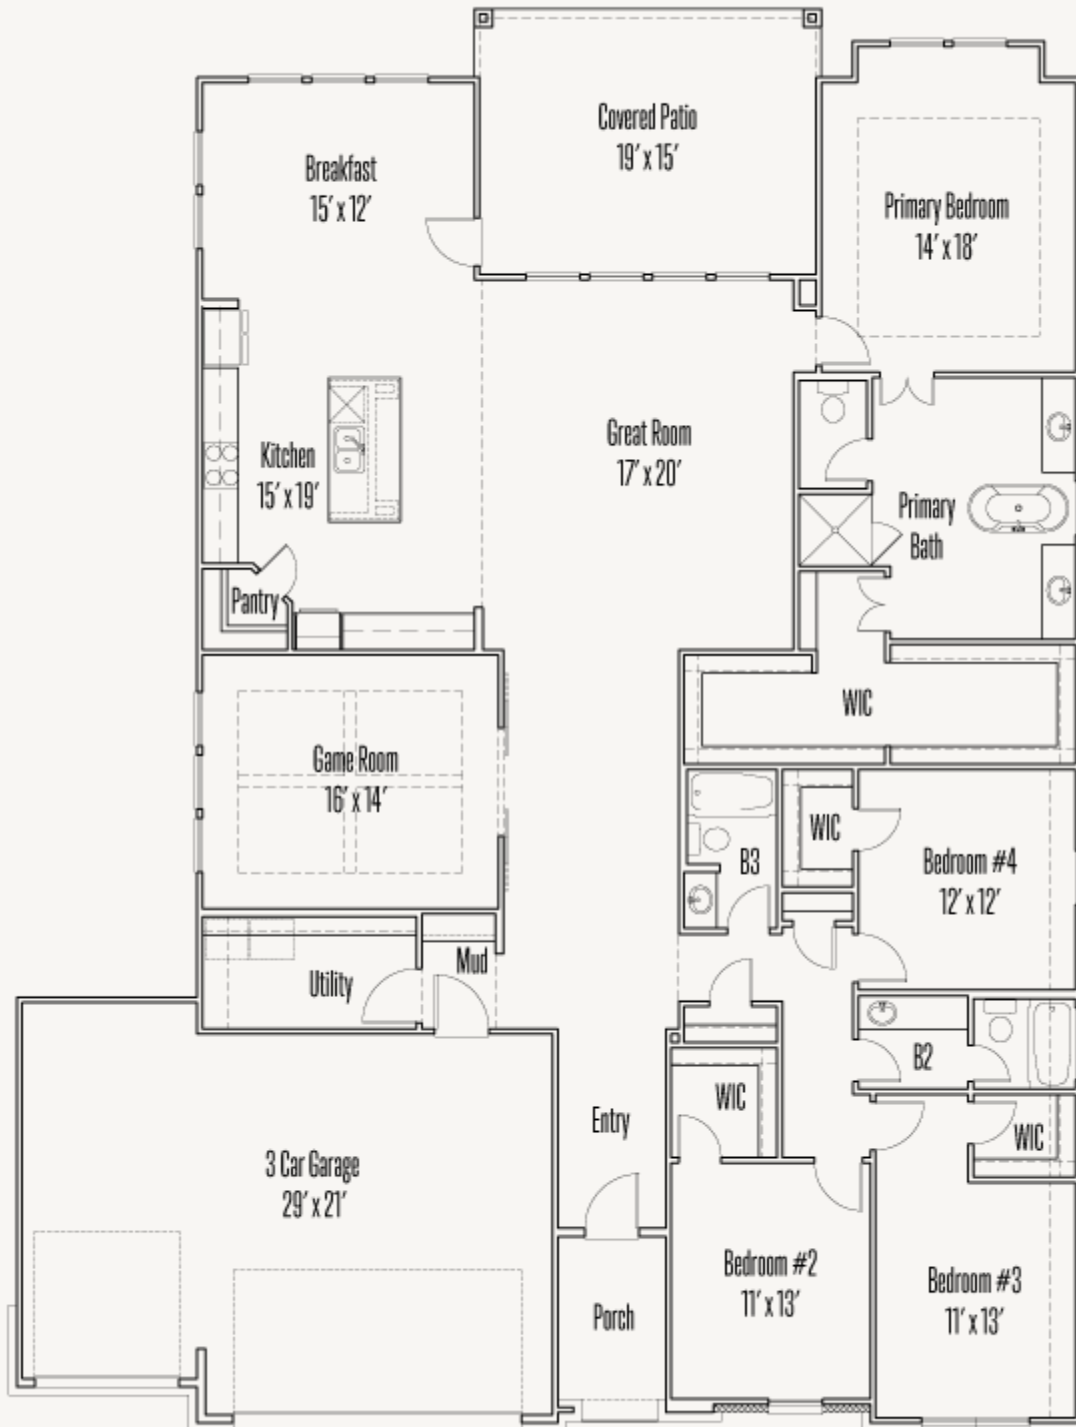 Covered Patio
19' x 15'
Breakfast
15' x 12'
Primary Bedroom
14' x 18'
Great Room
17' x 20'
Kitchen
15' x 19'
Primary
Bath
Pantry
WIC
Game Room
16' x 14'
WIC
B3
Bedroom #4
12' x 12'
Mud
Utility
B2
WIC
Entry
WIC
3 Car Garage
29' x 21'
Bedroom #2
11' x 13'
Bedroom #3
11' x 13'
Porch